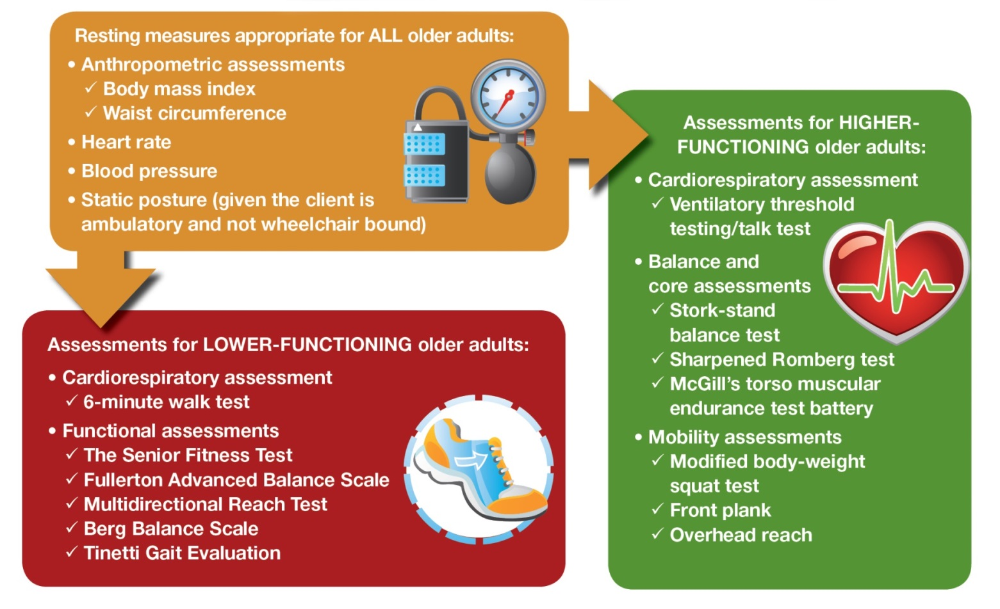 Resting measures appropriate for ALL older adults:
• Anthropometric assessments
✓ Body mass index
✓ Waist circumference
• Heart rate
• Blood pressure
• Static posture (given the client is
ambulatory and not wheelchair bound)
Assessments for LOWER-FUNCTIONING older adults:
• Cardiorespiratory assessment
✓ 6-minute walk test
• Functional assessments
✓ The Senior Fitness Test
✓ Fullerton Advanced Balance Scale
✓ Multidirectional Reach Test
✓ Berg Balance Scale
✓ Tinetti Gait Evaluation
Assessments for HIGHER-
FUNCTIONING older adults:
• Cardiorespiratory assessment
✓ Ventilatory threshold
testing/talk test
• Balance and
core assessments
✓ Stork-stand
balance test
✓ Sharpened Romberg test
✓ McGill’s torso muscular
endurance test battery
• Mobility assessments
✓ Modified body-weight
squat test
✓ Front plank
✓ Overhead reach